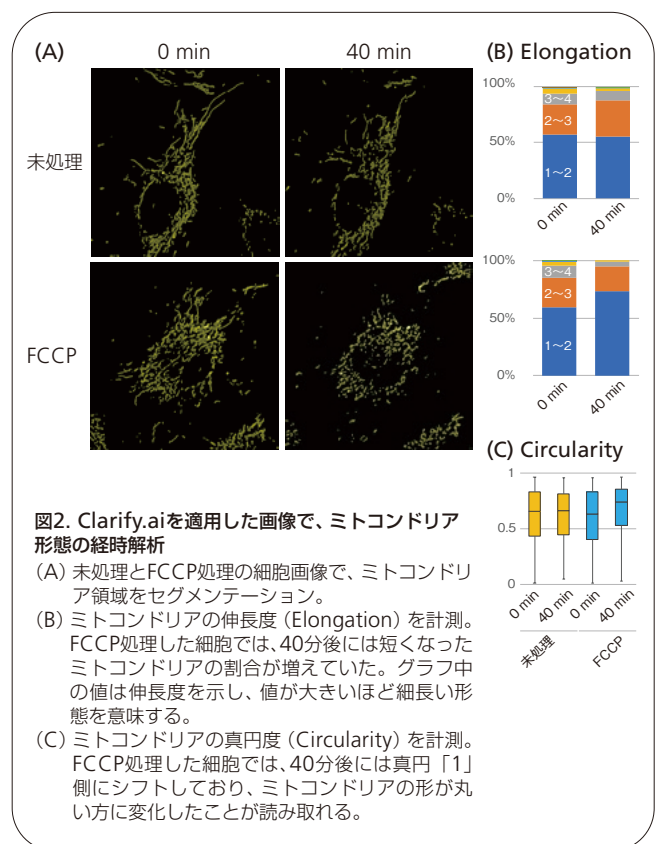 (A)
0 min
40 min
未処理
FCCP
(B) Elongation
100%
50%
0%
3〜4
2〜3
1〜2
0 min
40 min
100%
50%
0%
3〜4
2〜3
1〜2
0 min
40 min
(C) Circularity
1
0.5
0
0 min
40 min
0 min
40 min
未処理
FCCP
図2. Clarify.aiを適用した画像で、ミトコンドリア
形態の経時解析
(A) 未処理とFCCP処理の細胞画像で、ミトコンドリ
ア領域をセグメンテーション。
(B) ミトコンドリアの伸長度（Elongation）を計測。
FCCP処理した細胞では、40分後には短くなった
ミトコンドリアの割合が増えていた。グラフ中
の値は伸長度を示し、値が大きいほど細長い形
態を意味する。
(C) ミトコンドリアの真円度（Circularity）を計測。
FCCP処理した細胞では、40分後には真円「1」
側にシフトしており、ミトコンドリアの形が丸
い方に変化したことが読み取れる。